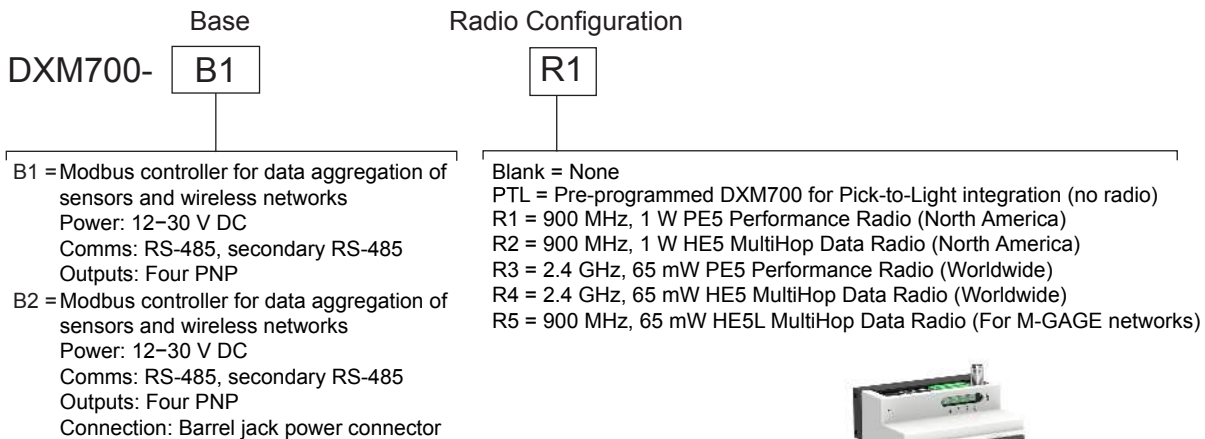 Base
Radio Configuration
DXM700-
B1
R1
B1 = Modbus controller for data aggregation of
sensors and wireless networks
Power: 12−30 V DC
Comms: RS-485, secondary RS-485
Outputs: Four PNP
B2 = Modbus controller for data aggregation of
sensors and wireless networks
Power: 12−30 V DC
Comms: RS-485, secondary RS-485
Outputs: Four PNP
Connection: Barrel jack power connector
Blank = None
PTL = Pre-programmed DXM700 for Pick-to-Light integration (no radio)
R1 = 900 MHz, 1 W PE5 Performance Radio (North America)
R2 = 900 MHz, 1 W HE5 MultiHop Data Radio (North America)
R3 = 2.4 GHz, 65 mW PE5 Performance Radio (Worldwide)
R4 = 2.4 GHz, 65 mW HE5 MultiHop Data Radio (Worldwide)
R5 = 900 MHz, 65 mW HE5L MultiHop Data Radio (For M-GAGE networks)